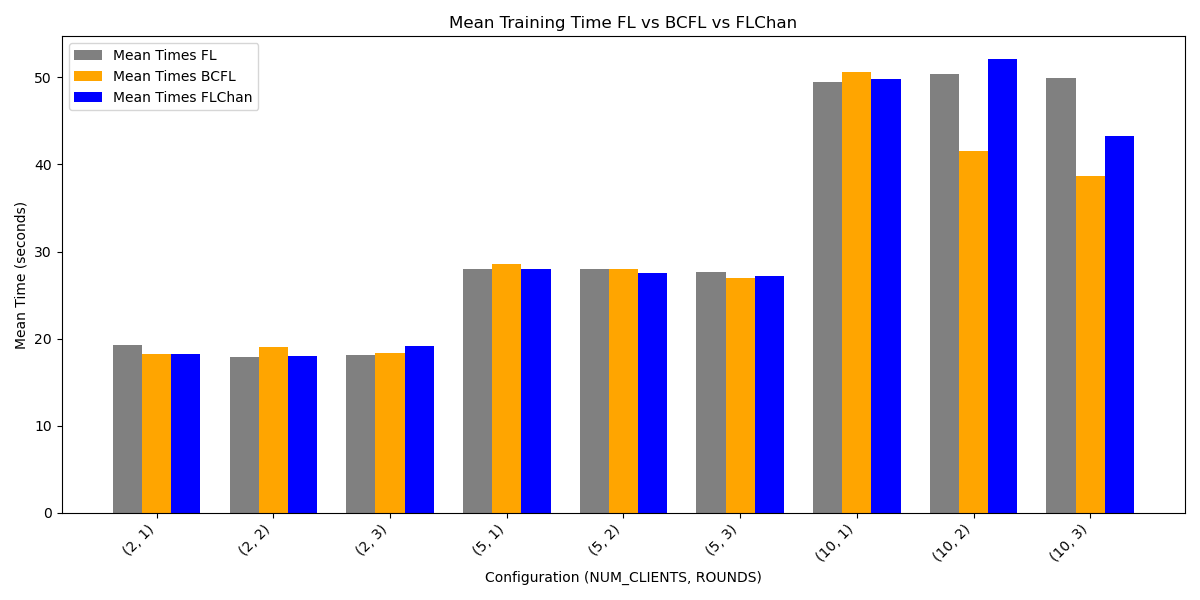 Mean Training Time FL vs BCFL vs FLChan
Mean Times FL
Mean Times BCFL
Mean Times FLChan
Mean Time (seconds)
50
40
30
20
10
0
(2, 1)
(2, 2)
(2, 3)
(5, 1)
(5, 2)
(5, 3)
(10, 1)
(10, 2)
(10, 3)
Configuration (NUM_CLIENTS, ROUNDS)